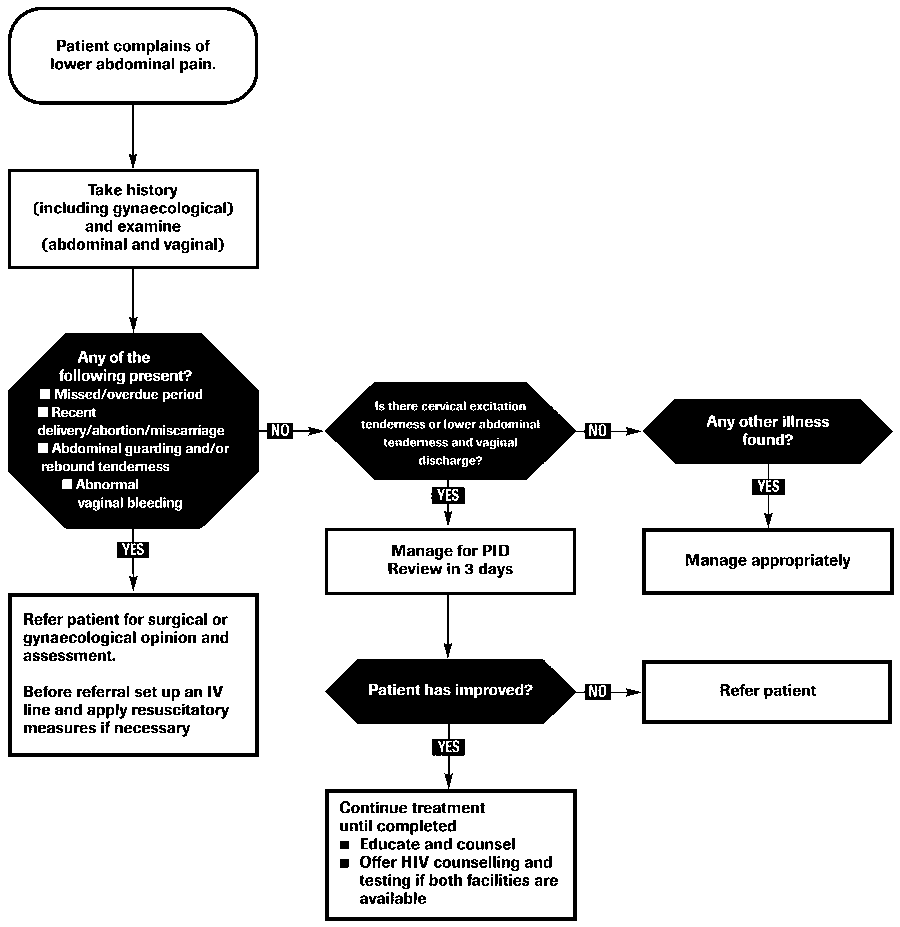 Patient complains of
lower abdominal pain.
Take history
(including gynaecological)
and examine
(abdominal and vaginal)
Any of the
following present?
■ Missed/overdue period
■ Recent
delivery/abortion/miscarriage
■ Abdominal guarding and/or
rebound tenderness
■ Abnormal
vaginal bleeding
NO
Is there cervical excitation
tenderness or lower abdominal
tenderness and vaginal
discharge?
NO
Any other illness
found?
YES
YES
YES
Manage for PID
Review in 3 days
Manage appropriately
Refer patient for surgical or
gynaecological opinion and
assessment.
Before referral set up an IV
line and apply resuscitatory
measures if necessary
Patient has improved?
NO
Refer patient
YES
Continue treatment
until completed
■ Educate and counsel
■ Offer HIV counselling and
testing if both facilities are
available